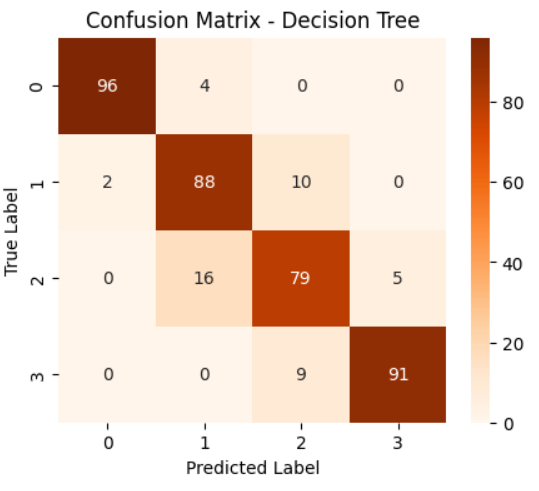 Confusion Matrix - Decision Tree
True Label
0 96 4 0 0
1 2 88 10 0
2 0 16 79 5
3 0 0 9 91
0 1 2 3
Predicted Label
80
60
40
20
0